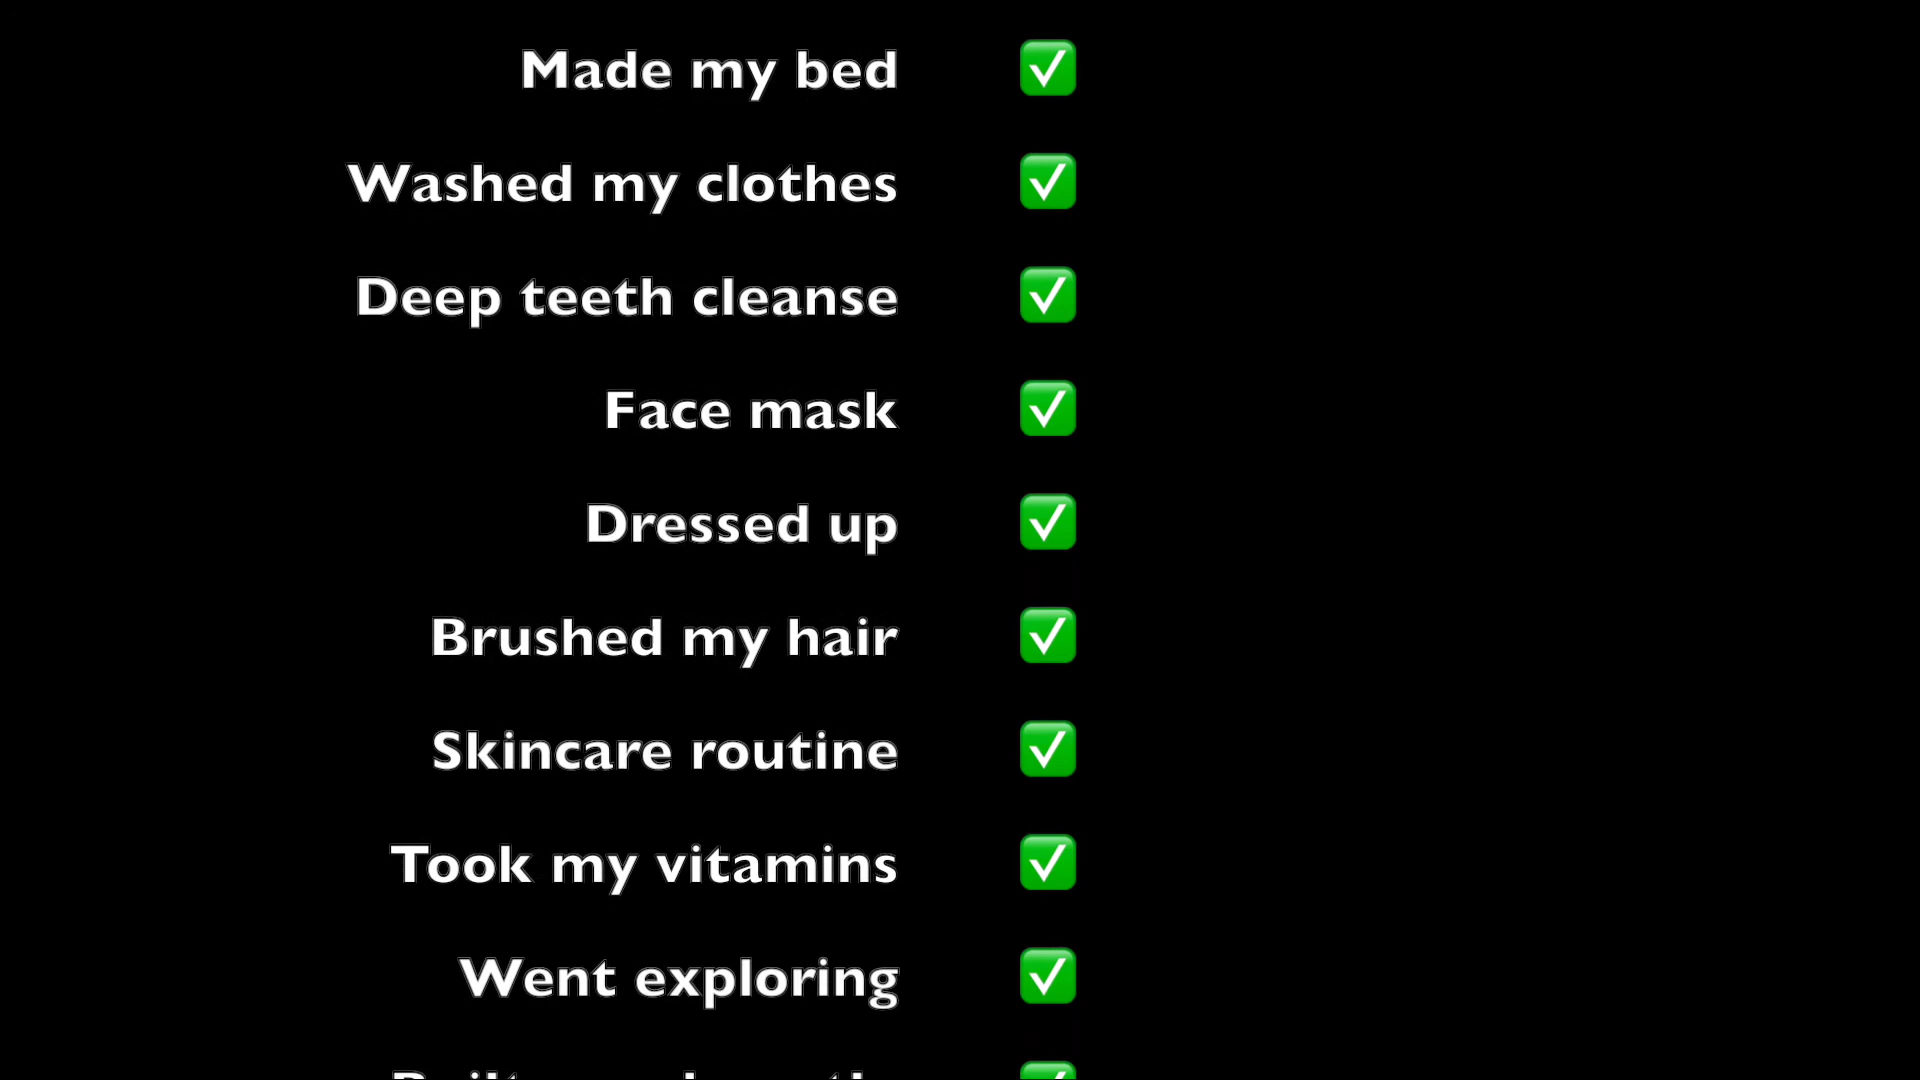 Made my bed ✅
Washed my clothes ✅
Deep teeth cleanse ✅
Face mask ✅
Dressed up ✅
Brushed my hair ✅
Skincare routine ✅
Took my vitamins ✅
Went exploring ✅